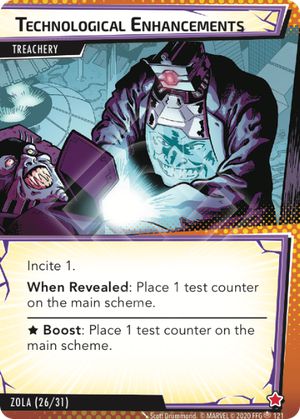 Technological Enhancements
TREACHERY
Incite 1.
When Revealed: Place 1 test counter
on the main scheme.
★ Boost: Place 1 test counter on the
main scheme.
ZOLA (26/31)
Scott Drummond. © MARVEL © 2020 FFG 121